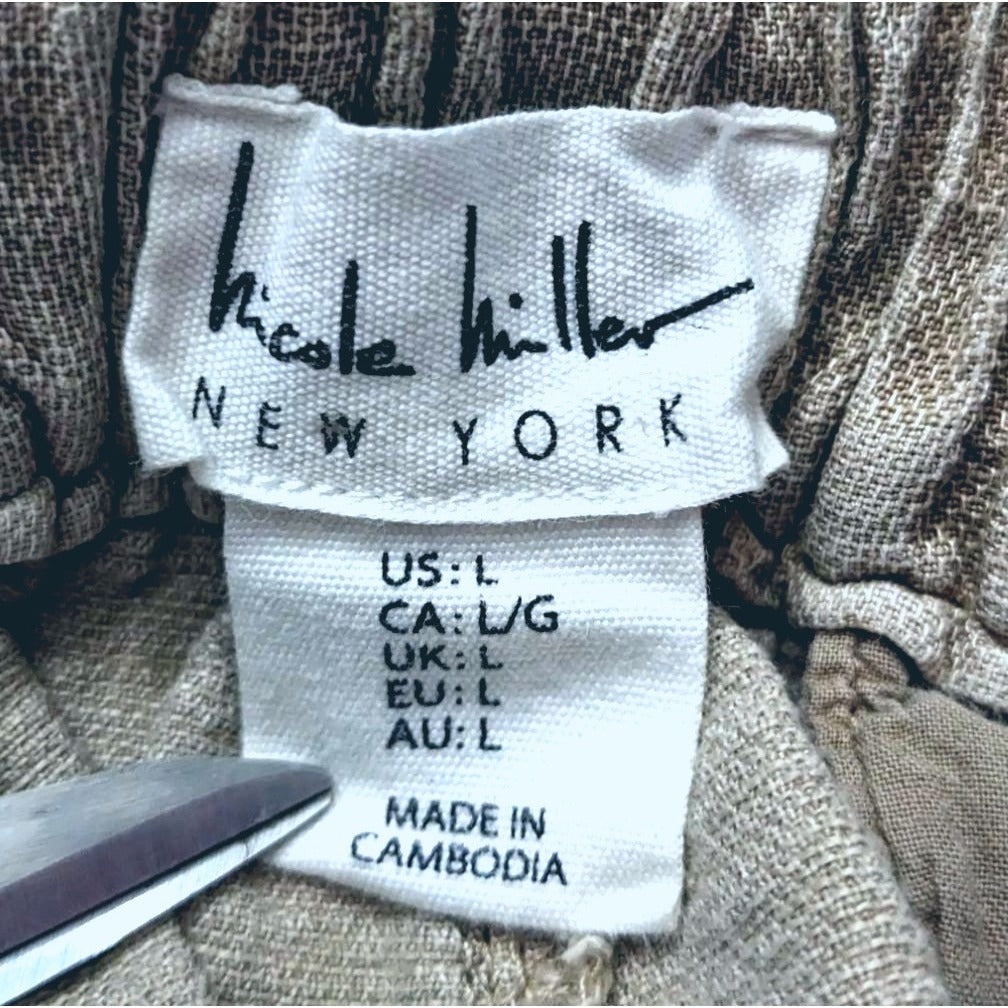 nicole miller
NEW YORK
US: L
CA: L/G
UK: L
EU: L
AU: L
MADE IN
CAMBODIA